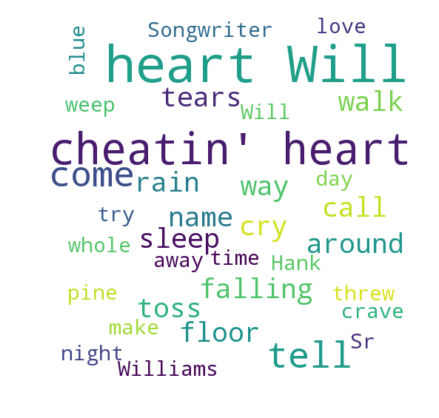 blue Songwriter love
heart Will
weep tears Will walk
cheatin' heart
come rain way day
try name cry call
whole sleep around
away time Hank
pine falling threw
toss crave
make floor
night Williams tell Sr